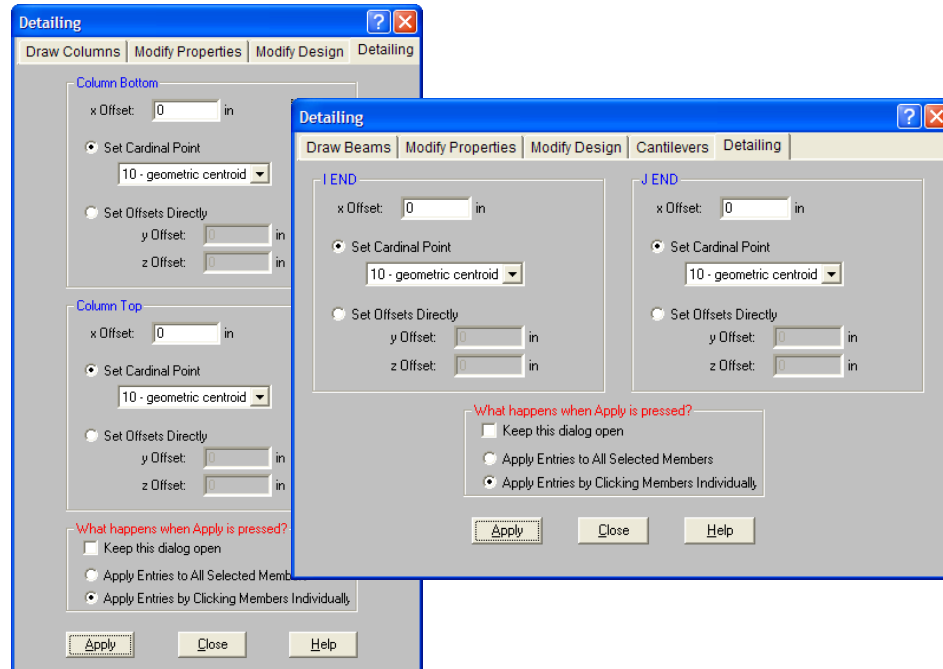 Detailing
Draw Columns Modify Properties Modify Design Detailing
Column Bottom
x Offset: 0 in
Set Cardinal Point
10 - geometric centroid
Set Offsets Directly
y Offset: 0 in
z Offset: 0 in
Column Top
x Offset: 0 in
Set Cardinal Point
10 - geometric centroid
Set Offsets Directly
y Offset: 0 in
z Offset: 0 in
What happens when Apply is pressed?
Keep this dialog open
Apply Entries to All Selected
Apply Entries by Clicking Members Individually
Apply Close Help
Detailing
Draw Beams Modify Properties Modify Design Cantilevers Detailing
I END
x Offset: 0 in
Set Cardinal Point
10 - geometric centroid
Set Offsets Directly
y Offset: 0 in
z Offset: 0 in
J END
x Offset: 0 in
Set Cardinal Point
10 - geometric centroid
Set Offsets Directly
y Offset: 0 in
z Offset: 0 in
What happens when Apply is pressed?
Keep this dialog open
Apply Entries to All Selected Members
Apply Entries by Clicking Members Individually
Apply Close Help